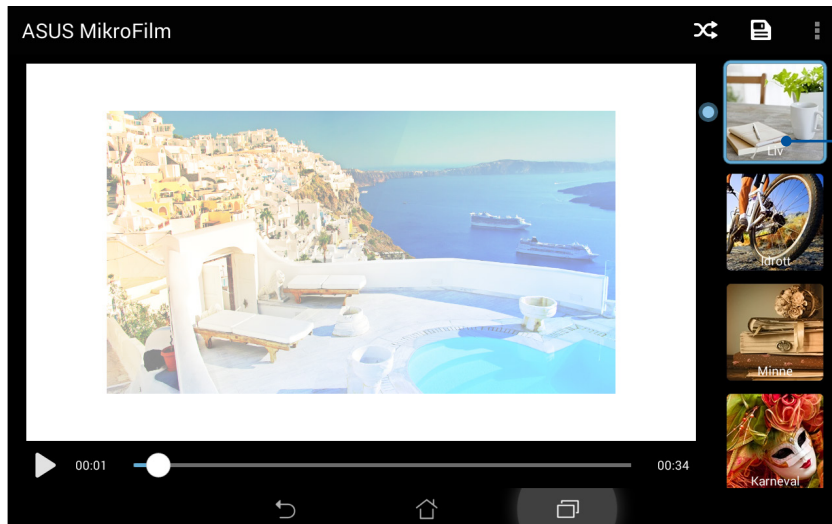 ASUS MikroFilm
Liv
Idrott
Minne
Karneval
00:01
00:34